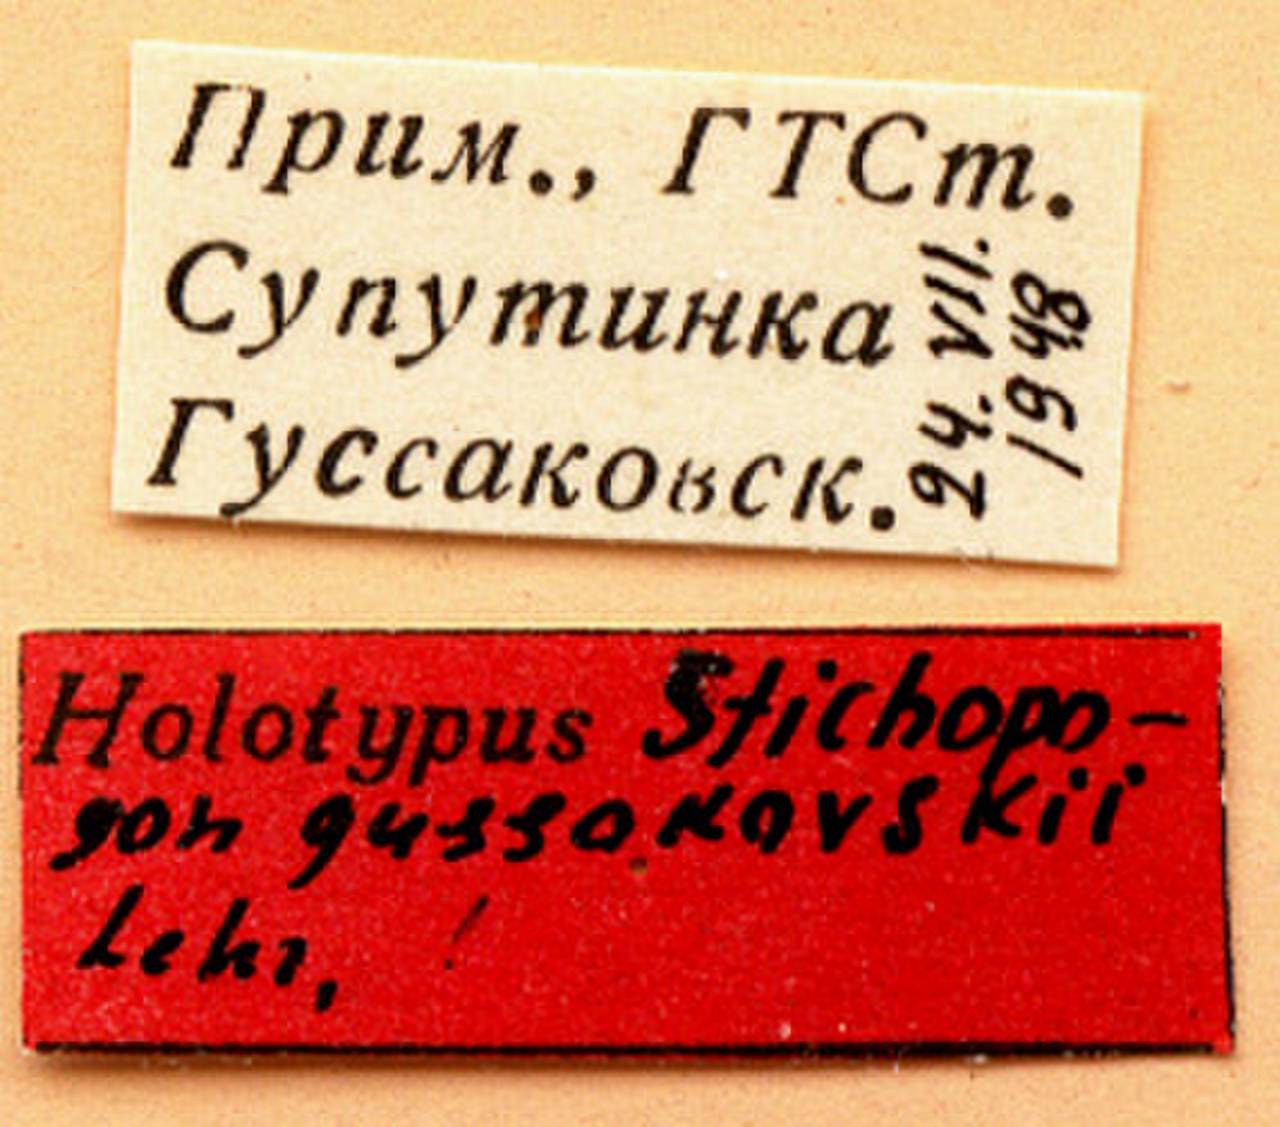 Прим., ГТСт.
Супутинка
Гуссаковск.
24. VII.
1948
Holotypus Stichopo-
gon gussakovskii
Lehr,